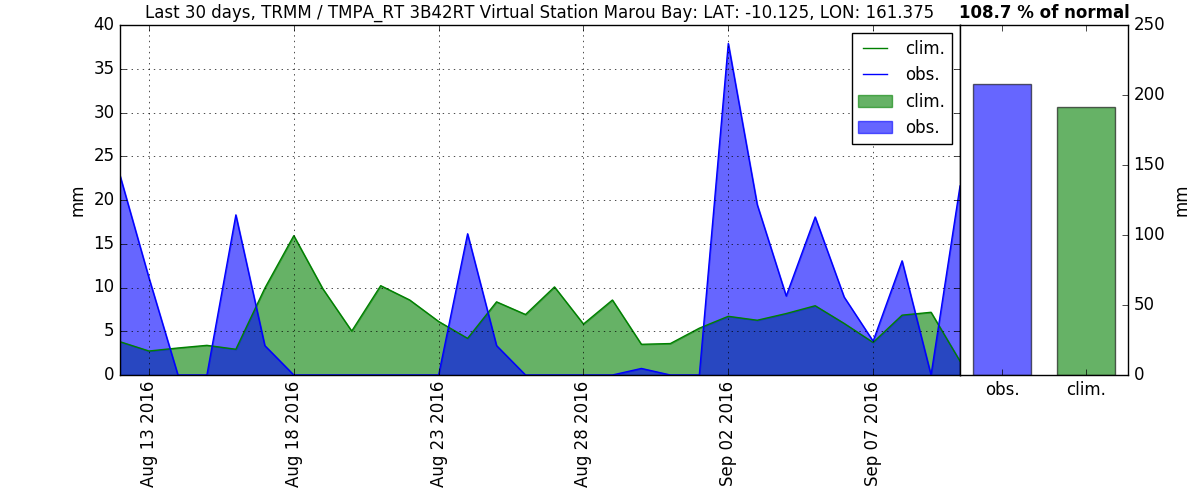 Last 30 days, TRMM / TMPA_RT 3B42RT Virtual Station Marou Bay: LAT: -10.125, LON: 161.375
108.7 % of normal
40
35
30
25
20
15
10
5
0
mm
clim.
obs.
clim.
obs.
Aug 13 2016
Aug 18 2016
Aug 23 2016
Aug 28 2016
Sep 02 2016
Sep 07 2016
250
200
150
100
50
0
mm
obs.
clim.